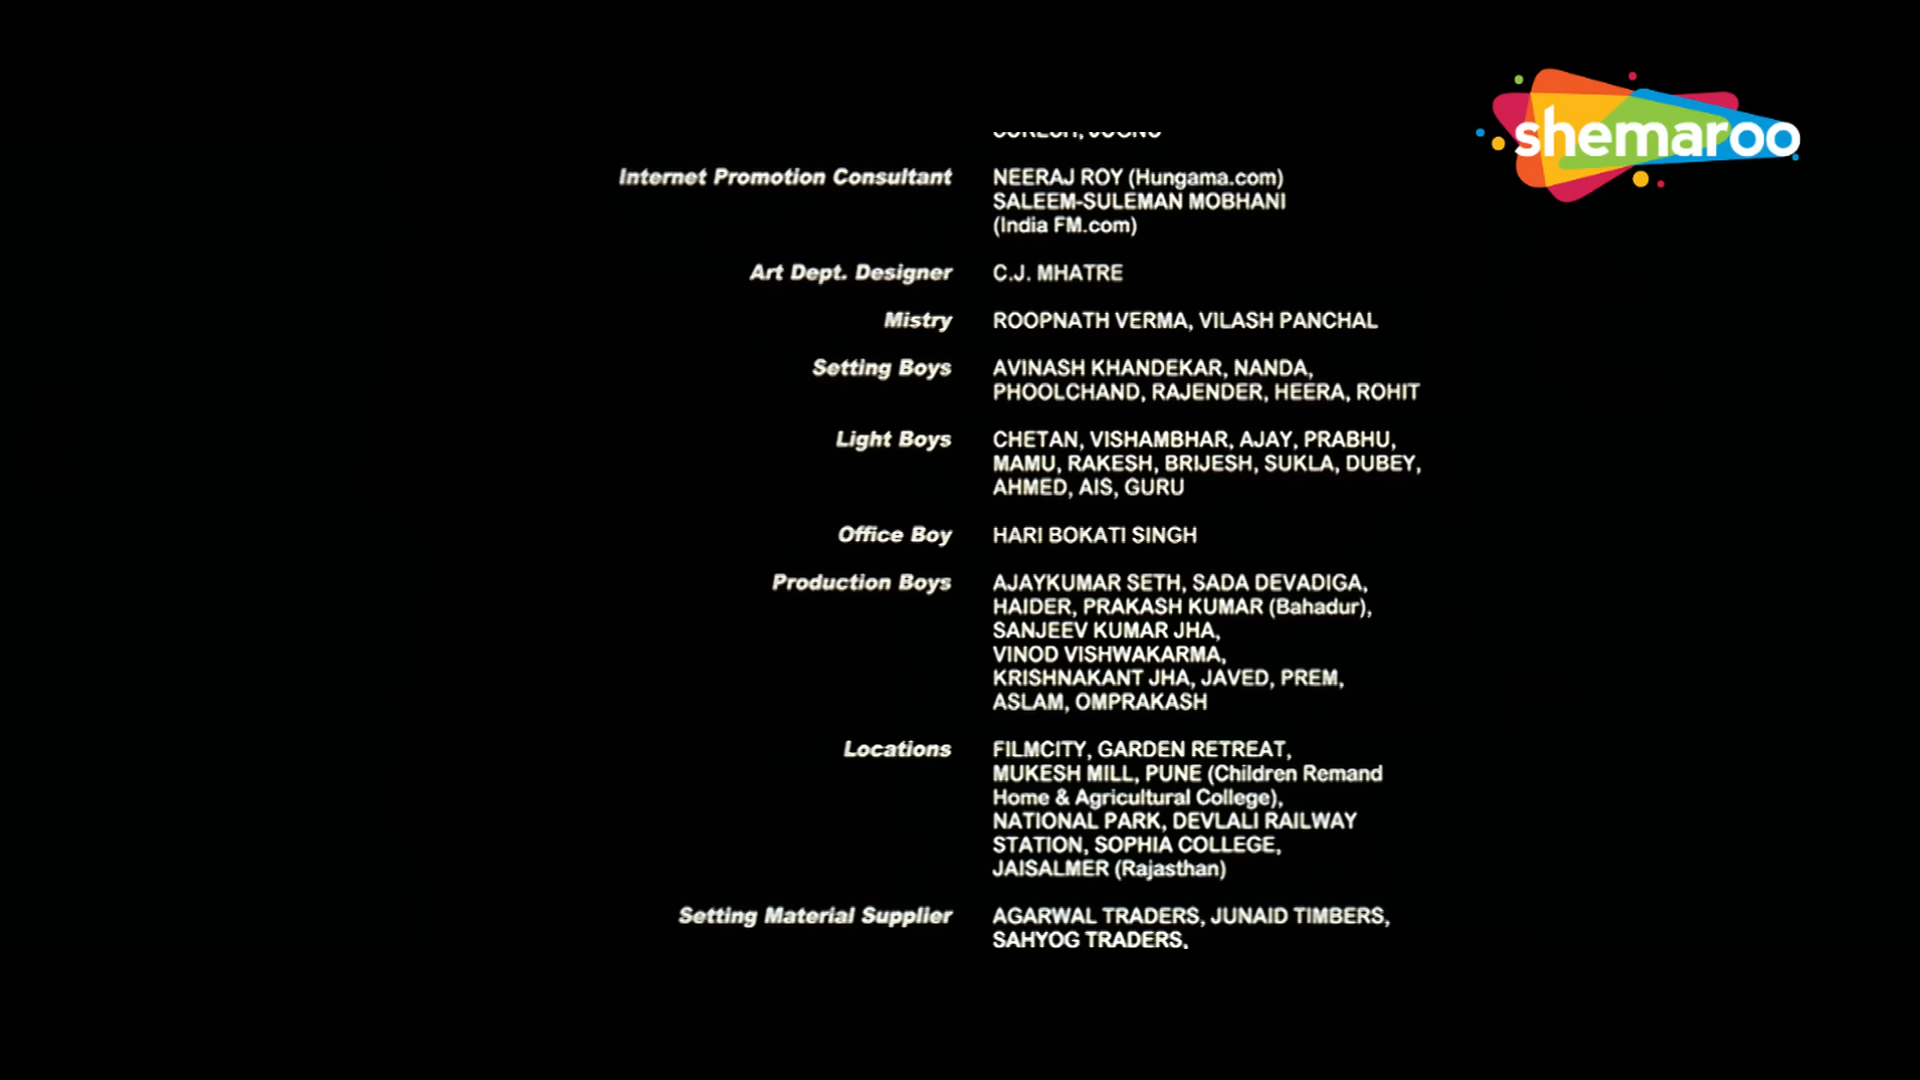 shemaroo
Internet Promotion Consultant NEERAJ ROY (Hungama.com)
SALEEM-SULEMAN MOBHANI
(India FM.com)
Art Dept. Designer C.J. MHATRE
Mistry ROOPNATH VERMA, VILASH PANCHAL
Setting Boys AVINASH KHANDEKAR, NANDA,
PHOOLCHAND, RAJENDER, HEERA, ROHIT
Light Boys CHETAN, VISHAMBHAR, AJAY, PRABHU,
MAMU, RAKESH, BRIJESH, SUKLA, DUBEY,
AHMED, AIS, GURU
Office Boy HARI BOKATI SINGH
Production Boys AJAYKUMAR SETH, SADA DEVADIGA,
HAIDER, PRAKASH KUMAR (Bahadur),
SANJEEV KUMAR JHA,
VINOD VISHWAKARMA,
KRISHNAKANT JHA, JAVED, PREM,
ASLAM, OMPRAKASH
Locations FILMCITY, GARDEN RETREAT,
MUKESH MILL, PUNE (Children Remand
Home & Agricultural College),
NATIONAL PARK, DEVLALI RAILWAY
STATION, SOPHIA COLLEGE,
JAISALMER (Rajasthan)
Setting Material Supplier AGARWAL TRADERS, JUNAID TIMBERS,
SAHYOG TRADERS,